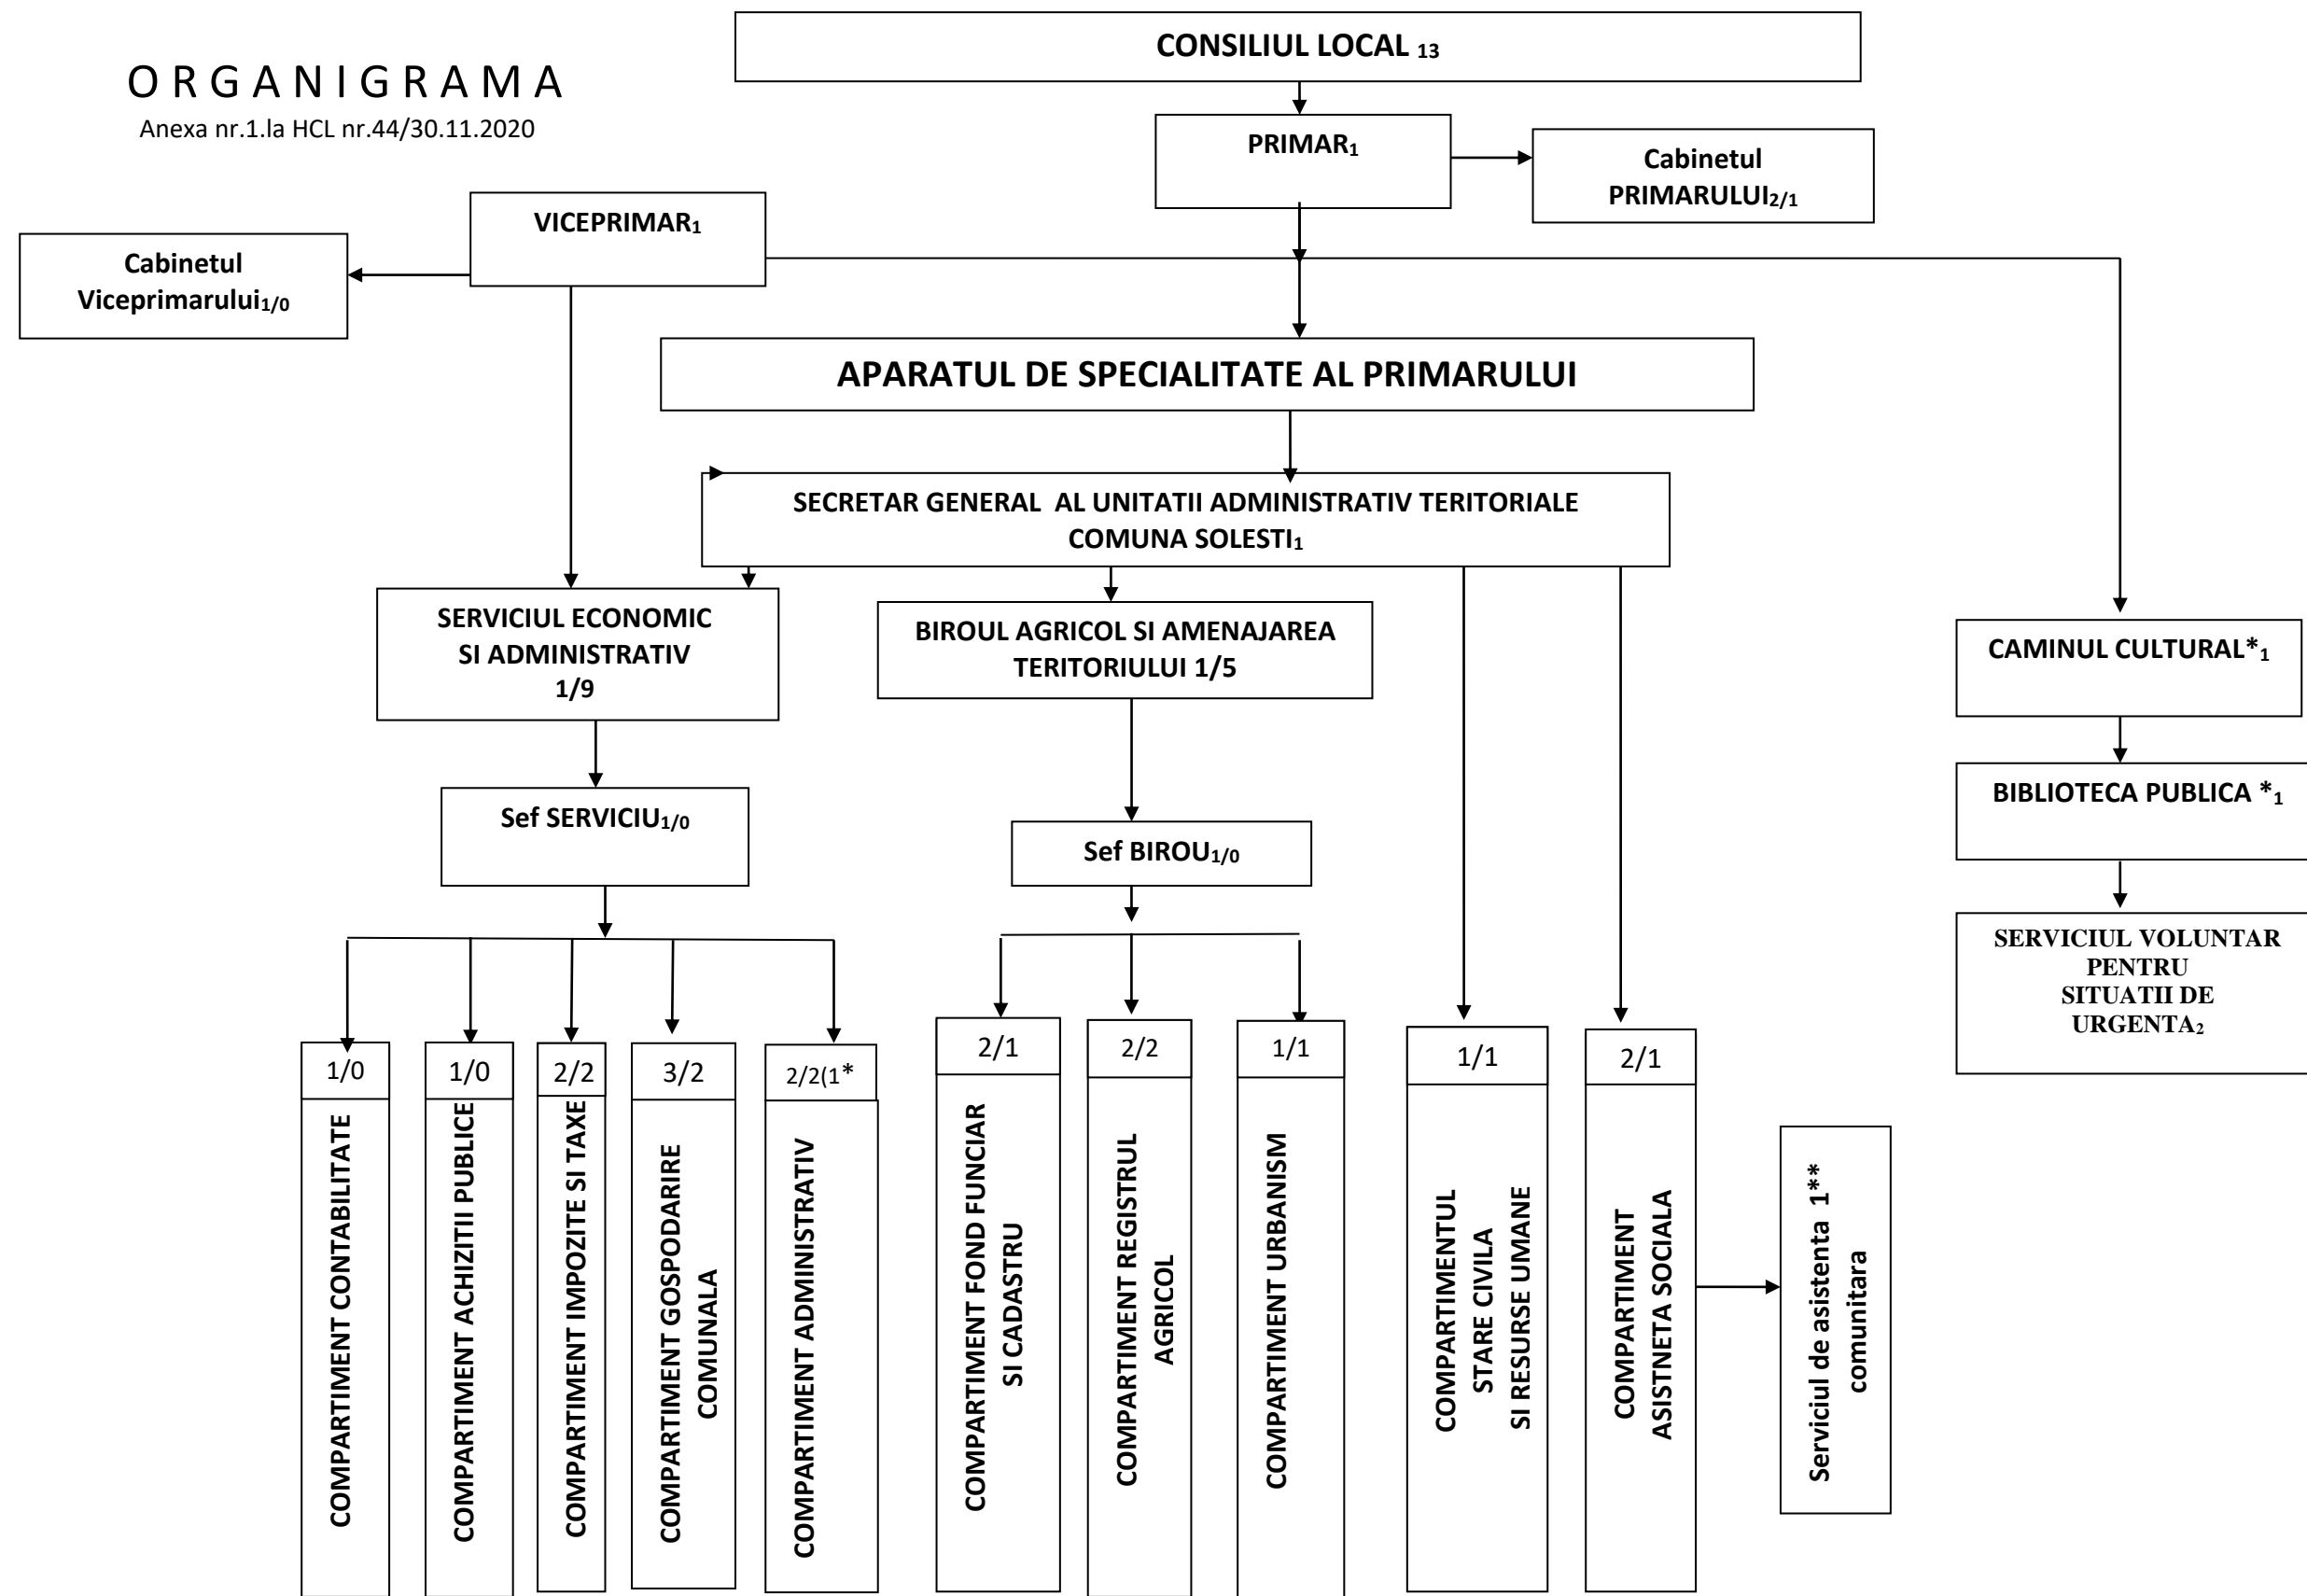 CONSILIUL LOCAL 13
O R G A N I G R A M A
Anexa nr.1.la HCL nr.44/30.11.2020
PRIMAR1
Cabinetul
PRIMARULUI2/1
VICEPRIMAR1
Cabinetul
Viceprimarului1/0
APARATUL DE SPECIALITATE AL PRIMARULUI
SECRETAR GENERAL AL UNITATII ADMINISTRATIV TERITORIALE
COMUNA SOLESTI1
SERVICIUL ECONOMIC
SI ADMINISTRATIV
1/9
BIROUL AGRICOL SI AMENAJAREA
TERITORIULUI 1/5
CAMINUL CULTURAL*1
BIBLIOTECA PUBLICA *1
SERVICIUL VOLUNTAR
PENTRU
SITUATII DE
URGENTA2
Sef SERVICIU1/0
Sef BIROU1/0
1/0
COMPARTIMENT CONTABILITATE
1/0
COMPARTIMENT ACHIZITII PUBLICE
2/2
COMPARTIMENT IMPOZITE SI TAXE
3/2
COMPARTIMENT GOSPODARIRE
COMUNALA
2/2(1*
COMPARTIMENT ADMINISTRATIV
2/1
COMPARTIMENT FOND FUNCIAR
SI CADASTRU
2/2
COMPARTIMENT REGISTRUL
AGRICOL
1/1
COMPARTIMENT URBANISM
1/1
COMPARTIMENTUL
STARE CIVILA
SI RESURSE UMANE
2/1
COMPARTIMENT
ASISTNETA SOCIALA
Serviciul de asistenta 1**
comunitara